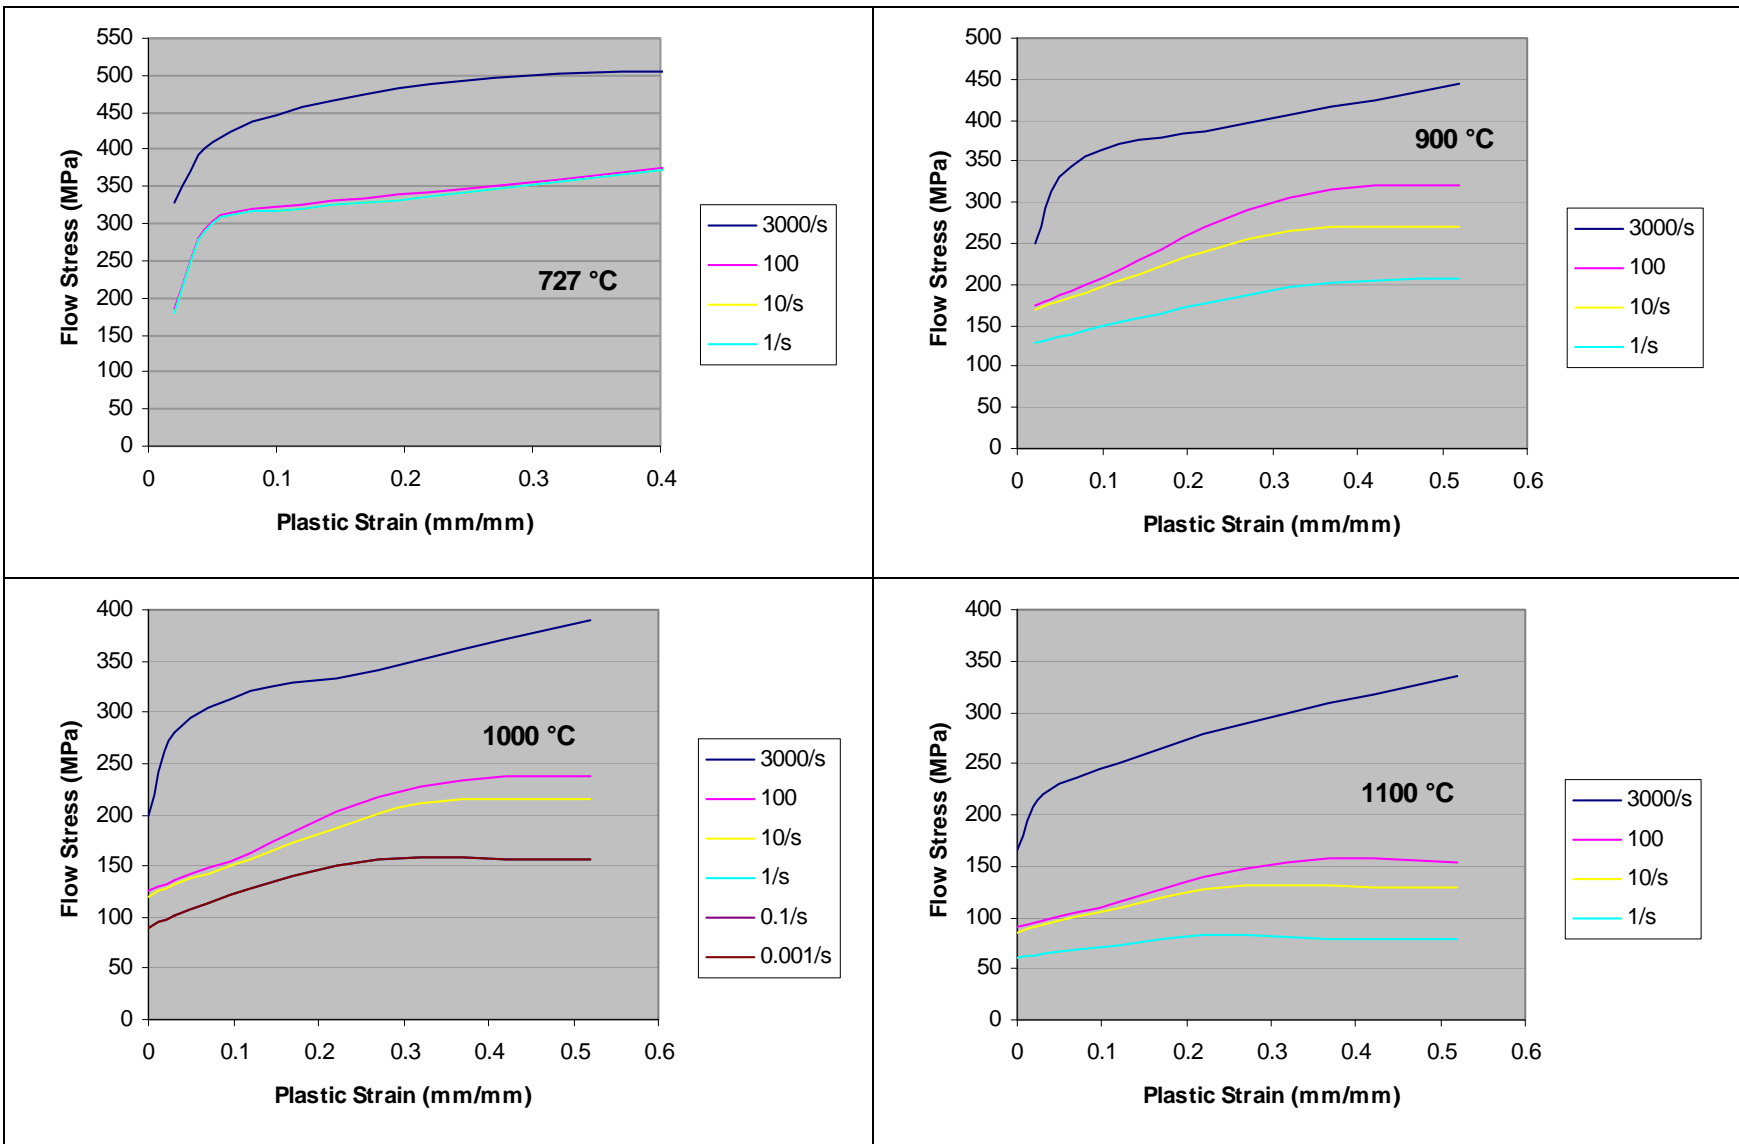 550
500
450
400
350
300
250
200
150
100
50
0
Flow Stress (MPa)
0 0.1 0.2 0.3 0.4
Plastic Strain (mm/mm)
727 °C
3000/s
100
10/s
1/s
500
450
400
350
300
250
200
150
100
50
0
Flow Stress (MPa)
0 0.1 0.2 0.3 0.4 0.5 0.6
Plastic Strain (mm/mm)
900 °C
3000/s
100
10/s
1/s
400
350
300
250
200
150
100
50
0
Flow Stress (MPa)
0 0.1 0.2 0.3 0.4 0.5 0.6
Plastic Strain (mm/mm)
1000 °C
3000/s
100
10/s
1/s
0.1/s
0.001/s
400
350
300
250
200
150
100
50
0
Flow Stress (MPa)
0 0.1 0.2 0.3 0.4 0.5 0.6
Plastic Strain (mm/mm)
1100 °C
3000/s
100
10/s
1/s